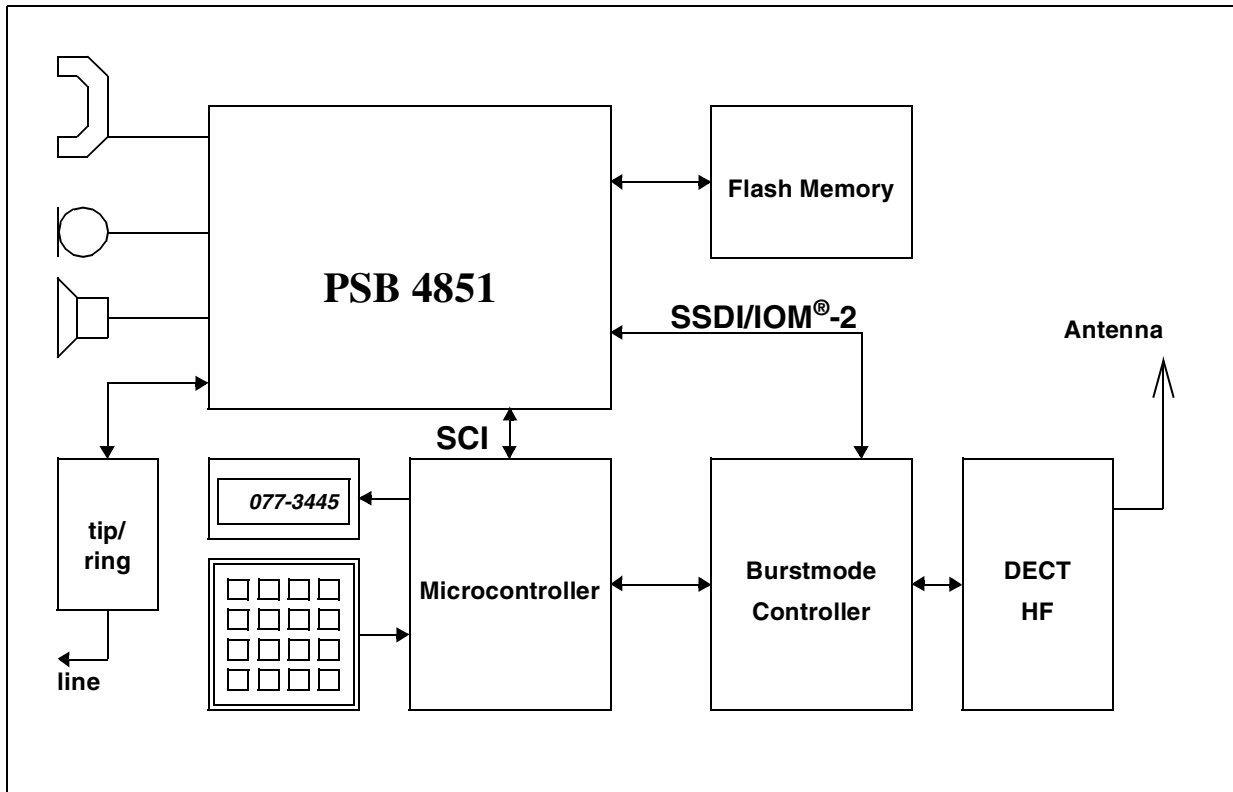 Flash Memory
PSB 4851
SSDI/IOM®-2
Antenna
SCI
077-3445
tip/
ring
Microcontroller
Burstmode
Controller
DECT
HF
line